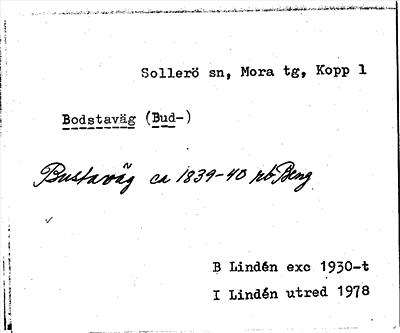 Sollerö sn, Mora tg, Kopp 1
Bodstaväg (Bud-)
Bustaväg ca 1839-40 rb Beng
B Lindén exc 1930-t
I Lindén utred 1978